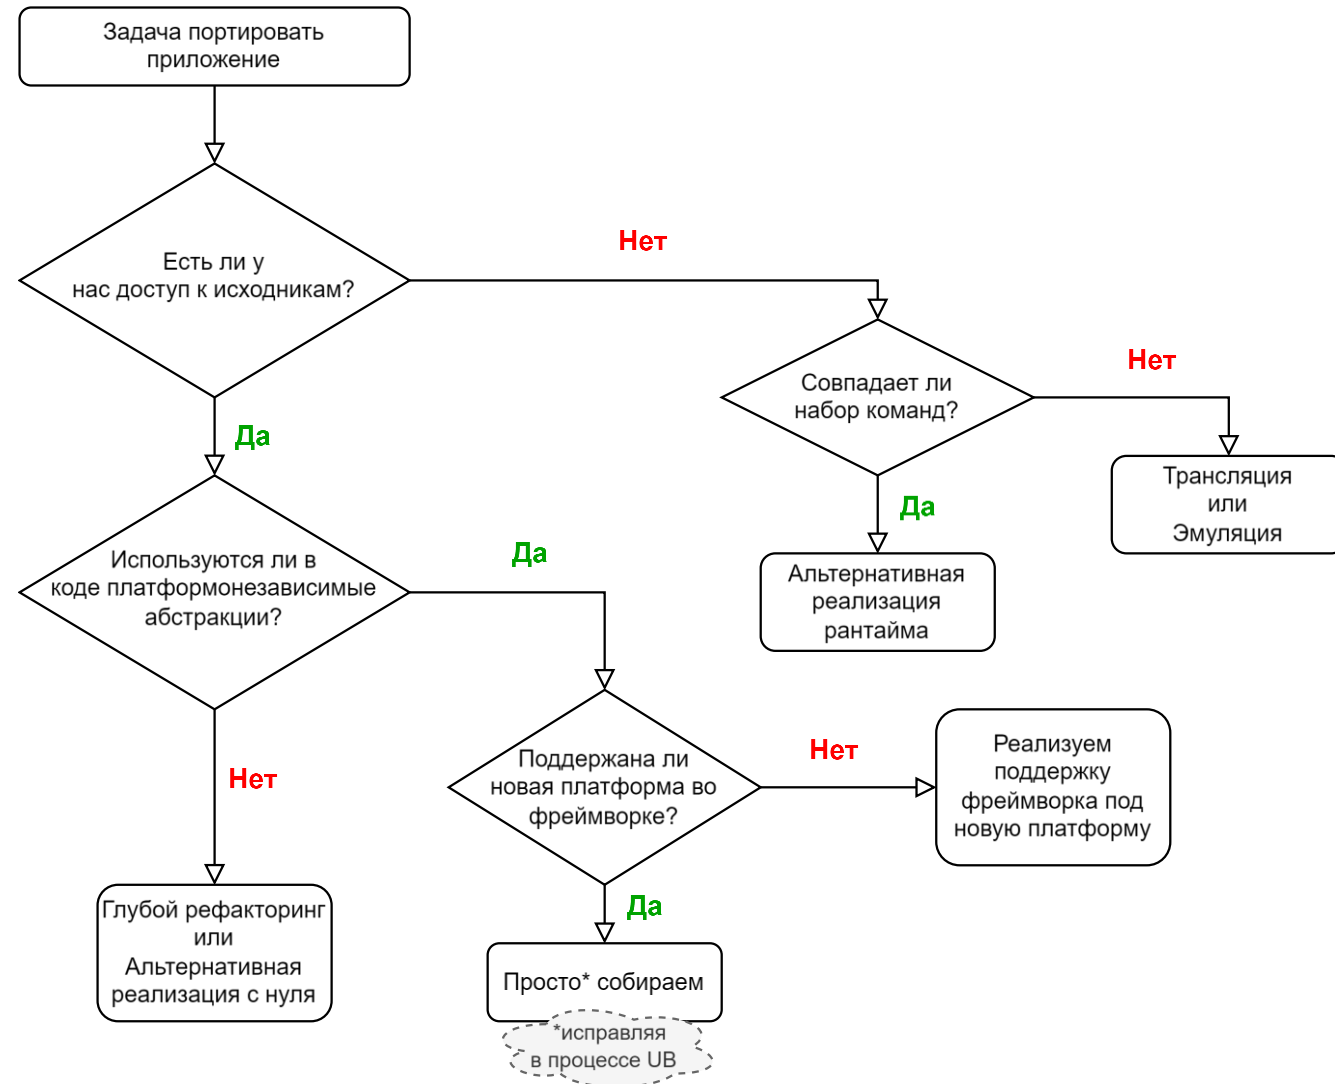 Задача портировать
приложение
Есть ли у
нас доступ к исходникам?
Нет
Совпадает ли
набор команд?
Нет
Трансляция
или
Эмуляция
Да
Альтернативная
реализация
рантайма
Да
Используются ли в
коде платформонезависимые
абстракции?
Да
Поддержана ли
новая платформа во
фреймворке?
Нет
Реализуем
поддержку
фреймворка под
новую платформу
Нет
Глубой рефакторинг
или
Альтернативная
реализация с нуля
Да
Просто* собираем
*исправляя
в процессе UB